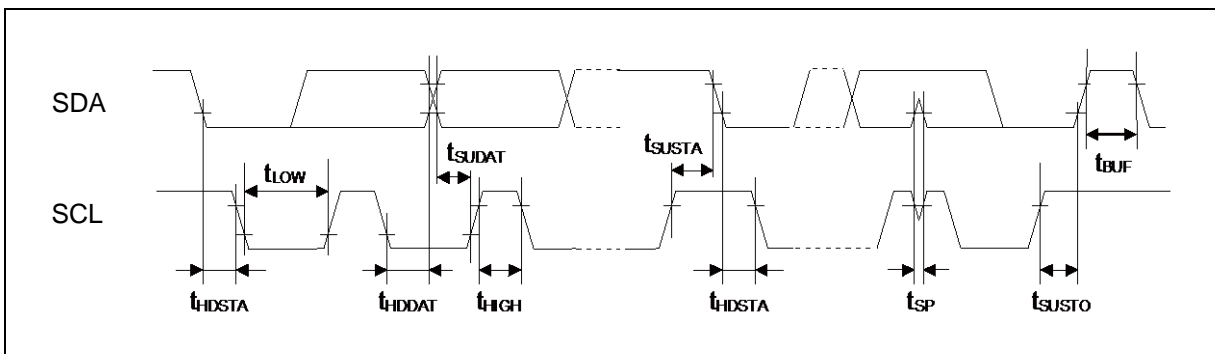 SDA
tSUDAT
tSUSTA
tLOW
tBUF
SCL
tHDSTA
tHDDAT
tHIGH
tHDSTA
tSP
tSUSTO